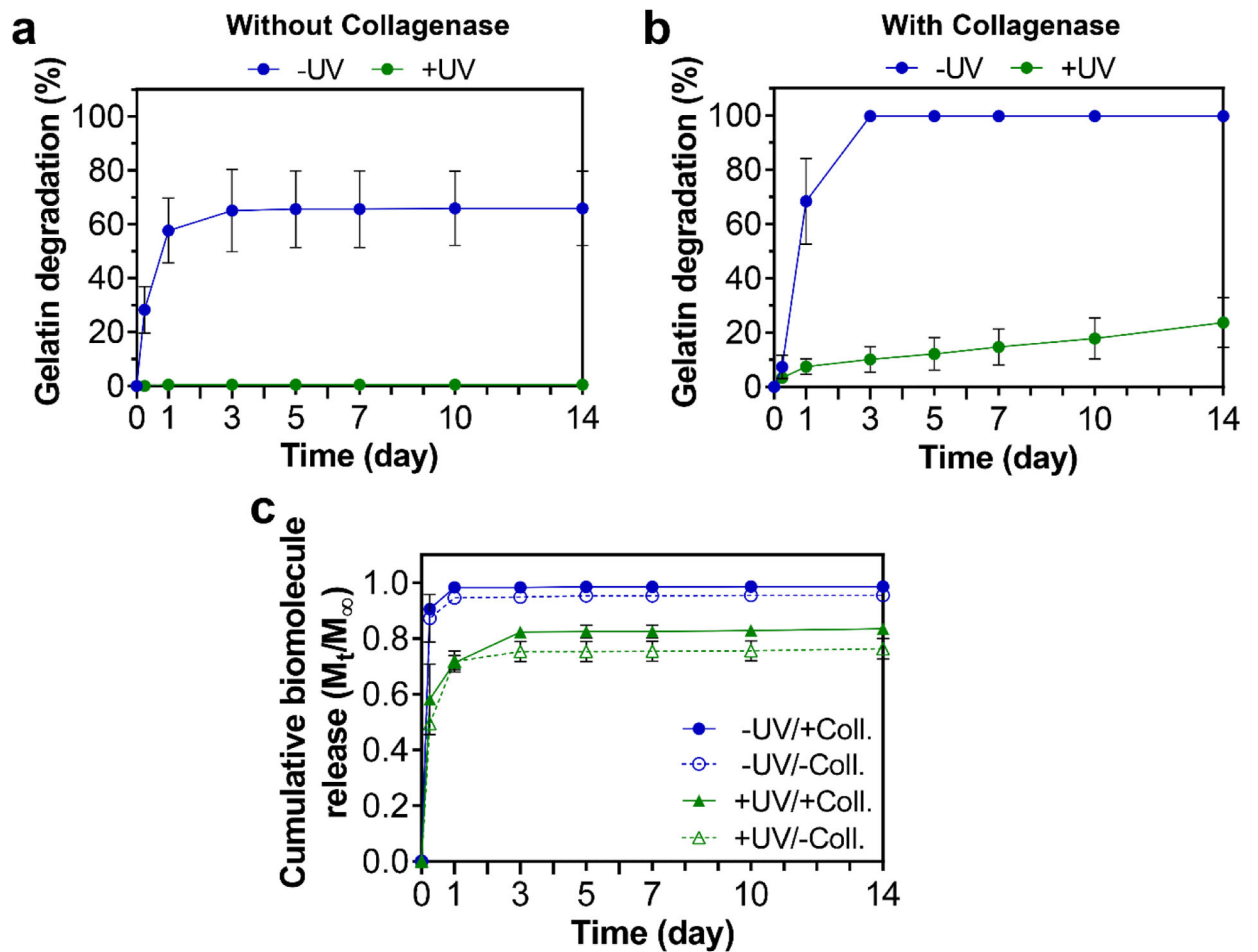 a
Without Collagenase
-UV
+UV
Gelatin degradation (%)
100
80
60
40
20
0
0 1 3 5 7 10 14
Time (day)
b
With Collagenase
-UV
+UV
Gelatin degradation (%)
100
80
60
40
20
0
0 1 3 5 7 10 14
Time (day)
c
Cumulative biomolecule
release (Mt/M∞)
1.0
0.8
0.6
0.4
0.2
0.0
-UV/+Coll.
-UV/-Coll.
+UV/+Coll.
+UV/-Coll.
0 1 3 5 7 10 14
Time (day)